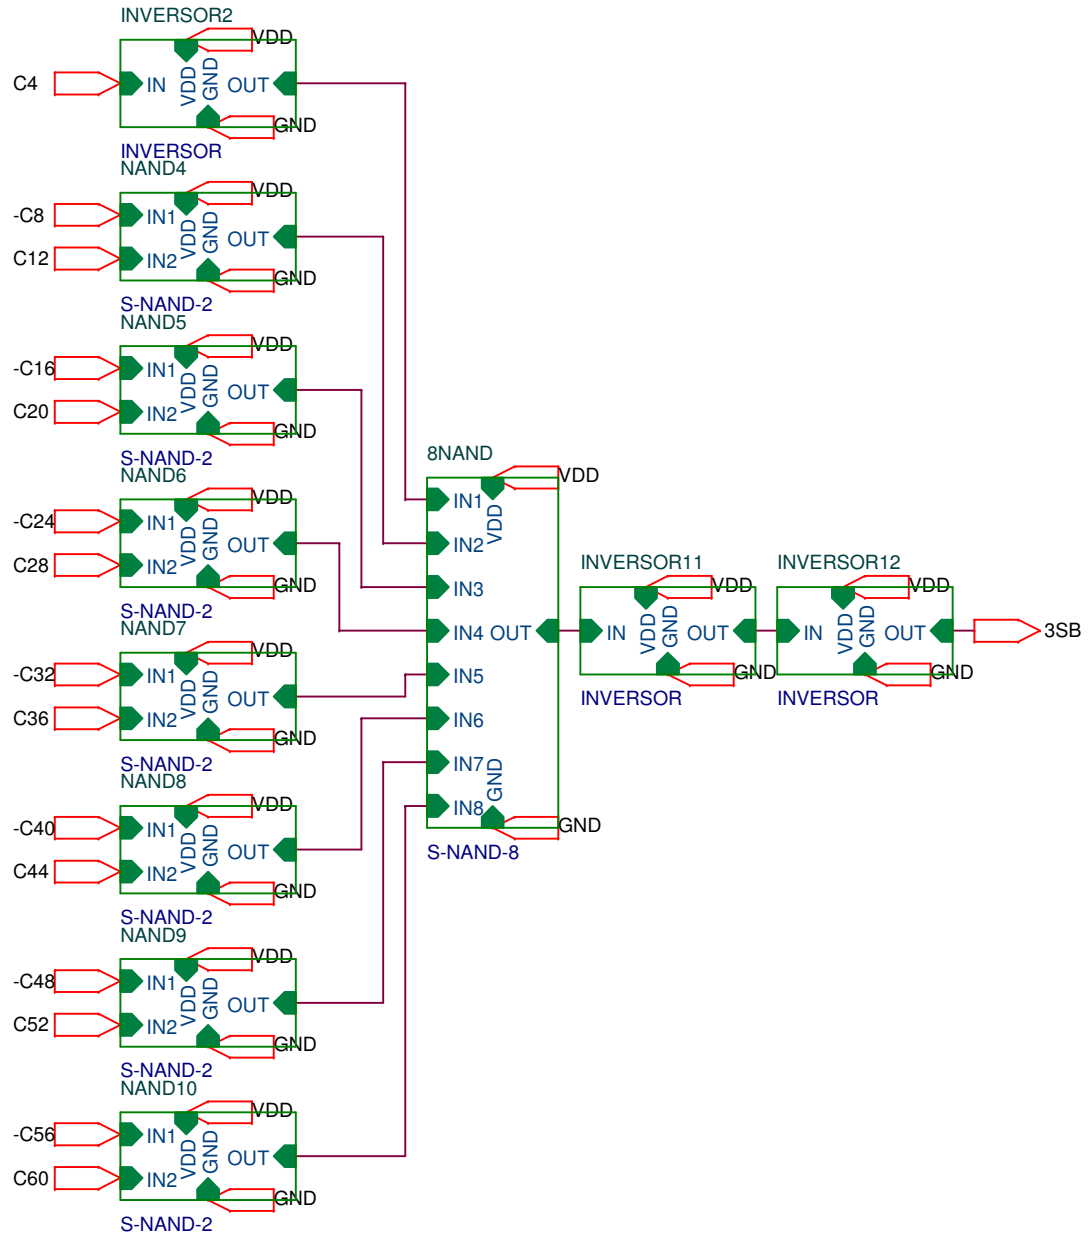 INVERSOR2
VDD
C4
IN
VDD
GND
OUT
GND
INVERSOR
NAND4
VDD
-C8
IN1
C12
IN2
VDD
GND
OUT
GND
S-NAND-2
NAND5
VDD
-C16
IN1
C20
IN2
VDD
GND
OUT
GND
S-NAND-2
NAND6
VDD
-C24
IN1
C28
IN2
VDD
GND
OUT
GND
S-NAND-2
NAND7
VDD
-C32
IN1
C36
IN2
VDD
GND
OUT
GND
S-NAND-2
NAND8
VDD
-C40
IN1
C44
IN2
VDD
GND
OUT
GND
S-NAND-2
NAND9
VDD
-C48
IN1
C52
IN2
VDD
GND
OUT
GND
S-NAND-2
NAND10
VDD
-C56
IN1
C60
IN2
VDD
GND
OUT
GND
S-NAND-2
8NAND
VDD
IN1
VDD
IN2
IN3
IN4 OUT
IN5
IN6
IN7
GND
IN8
GND
S-NAND-8
INVERSOR11
VDD
IN
VDD
GND
OUT
GND
INVERSOR
INVERSOR12
VDD
IN
VDD
GND
OUT
GND
INVERSOR
3SB